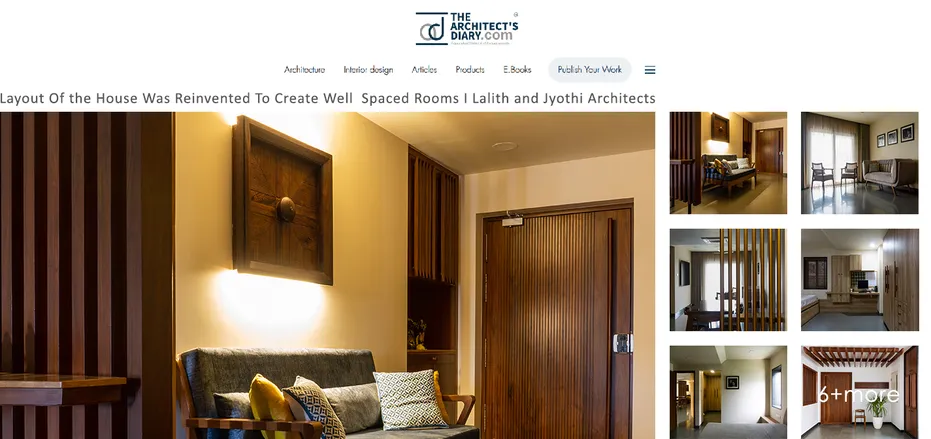 THE
ARCHITECT'S
DIARY.com
Architecture Interior design Articles Products E.Books Publish Your Work
Layout Of the House Was Reinvented To Create Well Spaced Rooms I Lalith and Jyothi Architects
6+more